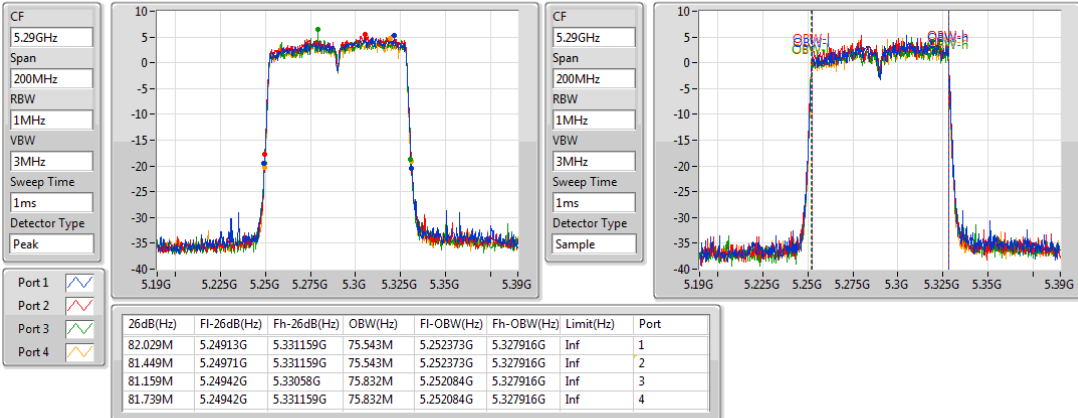 CF
5.29GHz
Span
200MHz
RBW
1MHz
VBW
3MHz
Sweep Time
1ms
Detector Type
Peak
10
5
0
-5
-10
-15
-20
-25
-30
-35
-40
5.19G 5.225G 5.25G 5.275G 5.3G 5.325G 5.35G 5.39G
CF
5.29GHz
Span
200MHz
RBW
1MHz
VBW
3MHz
Sweep Time
1ms
Detector Type
Sample
10
5
0
-5
-10
-15
-20
-25
-30
-35
-40
OBW-l OBW-h
5.19G 5.225G 5.25G 5.275G 5.3G 5.325G 5.35G 5.39G
Port 1
Port 2
Port 3
Port 4
26dB(Hz) Fl-26dB(Hz) Fh-26dB(Hz) OBW(Hz) Fl-OBW(Hz) Fh-OBW(Hz) Limit(Hz) Port
82.029M 5.24913G 5.331159G 75.543M 5.252373G 5.327916G Inf 1
81.449M 5.24971G 5.331159G 75.543M 5.252373G 5.327916G Inf 2
81.159M 5.24942G 5.33058G 75.832M 5.252084G 5.327916G Inf 3
81.739M 5.24942G 5.331159G 75.832M 5.252084G 5.327916G Inf 4